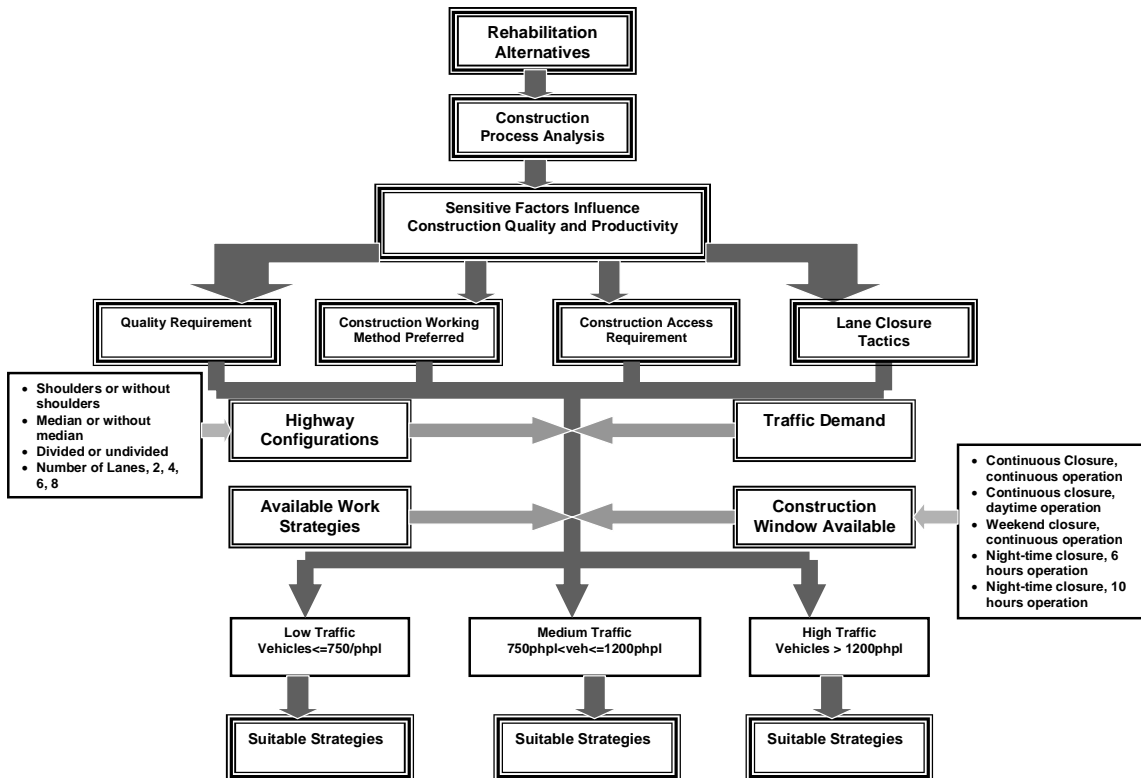 Rehabilitation
Alternatives
Construction
Process Analysis
Sensitive Factors Influence
Construction Quality and Productivity
Quality Requirement
Construction Working
Method Preferred
Construction Access
Requirement
Lane Closure
Tactics
• Shoulders or without
shoulders
• Median or without
median
• Divided or undivided
• Number of Lanes, 2, 4,
6, 8
Highway
Configurations
Traffic Demand
Available Work
Strategies
Construction
Window Available
• Continuous Closure,
continuous operation
• Continuous closure,
daytime operation
• Weekend closure,
continuous operation
• Night-time closure, 6
hours operation
• Night-time closure, 10
hours operation
Low Traffic
Vehicles<=750/phpl
Medium Traffic
750phpl<veh<=1200phpl
High Traffic
Vehicles > 1200phpl
Suitable Strategies
Suitable Strategies
Suitable Strategies